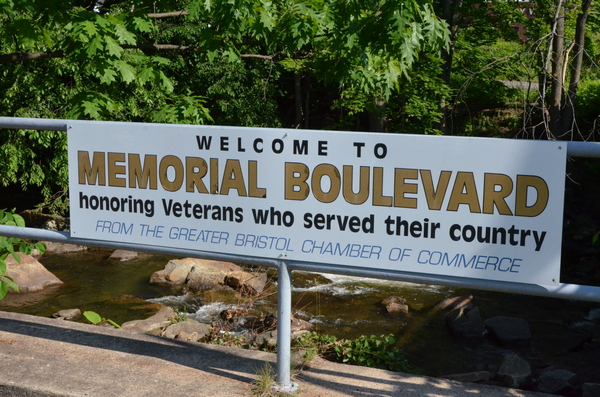 WELCOME TO
MEMORIAL BOULEVARD
honoring Veterans who served their country
FROM THE GREATER BRISTOL CHAMBER OF COMMERCE